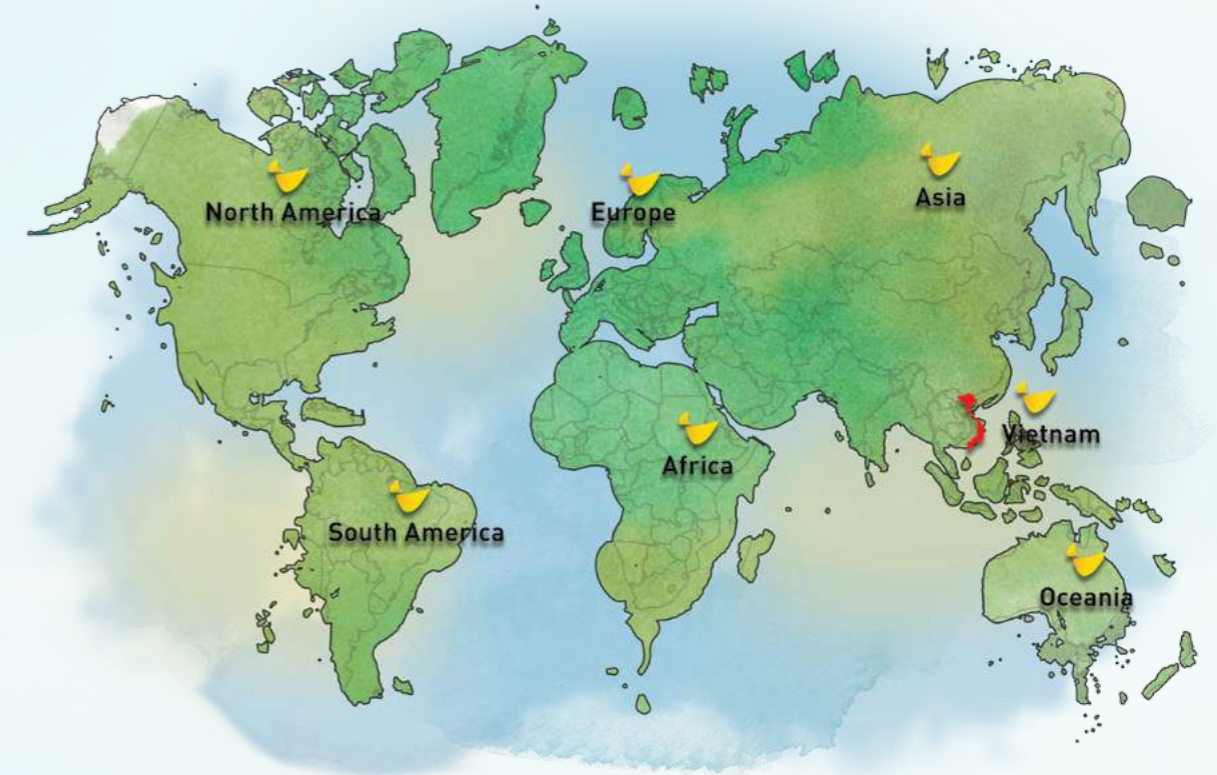 North America
Europe
Asia
Vietnam
Africa
South America
Oceania